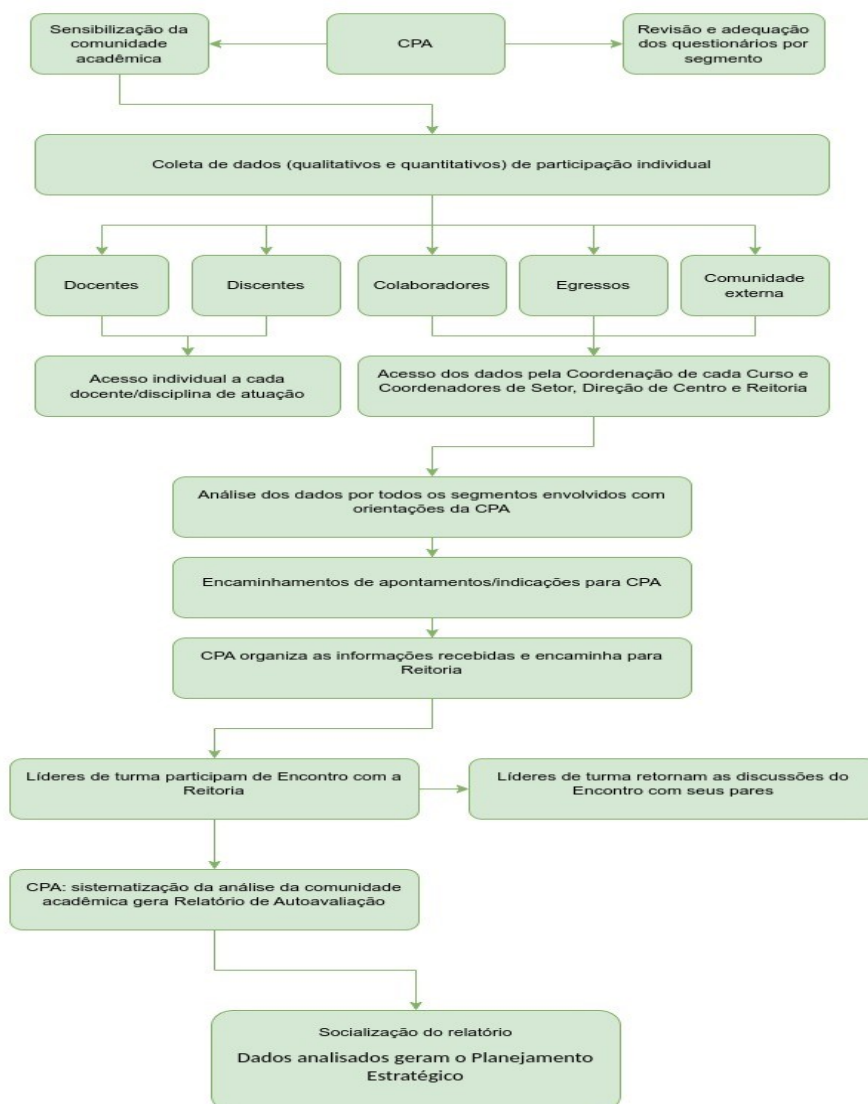 Sensibilização da
comunidade
acadêmica
CPA
Revisão e adequação
dos questionários por
segmento
Coleta de dados (qualitativos e quantitativos) de participação individual
Docentes
Discentes
Colaboradores
Egressos
Comunidade
externa
Acesso individual a cada
docente/disciplina de atuação
Acesso dos dados pela Coordenação de cada Curso e
Coordenadores de Setor, Direção de Centro e Reitoria
Análise dos dados por todos os segmentos envolvidos com
orientações da CPA
Encaminhamentos de apontamentos/indicações para CPA
CPA organiza as informações recebidas e encaminha para
Reitoria
Líderes de turma participam de Encontro com a
Reitoria
Líderes de turma retornam as discussões do
Encontro com seus pares
CPA: sistematização da análise da comunidade
acadêmica gera Relatório de Autoavaliação
Socialização do relatório
Dados analisados geram o Planejamento
Estratégico